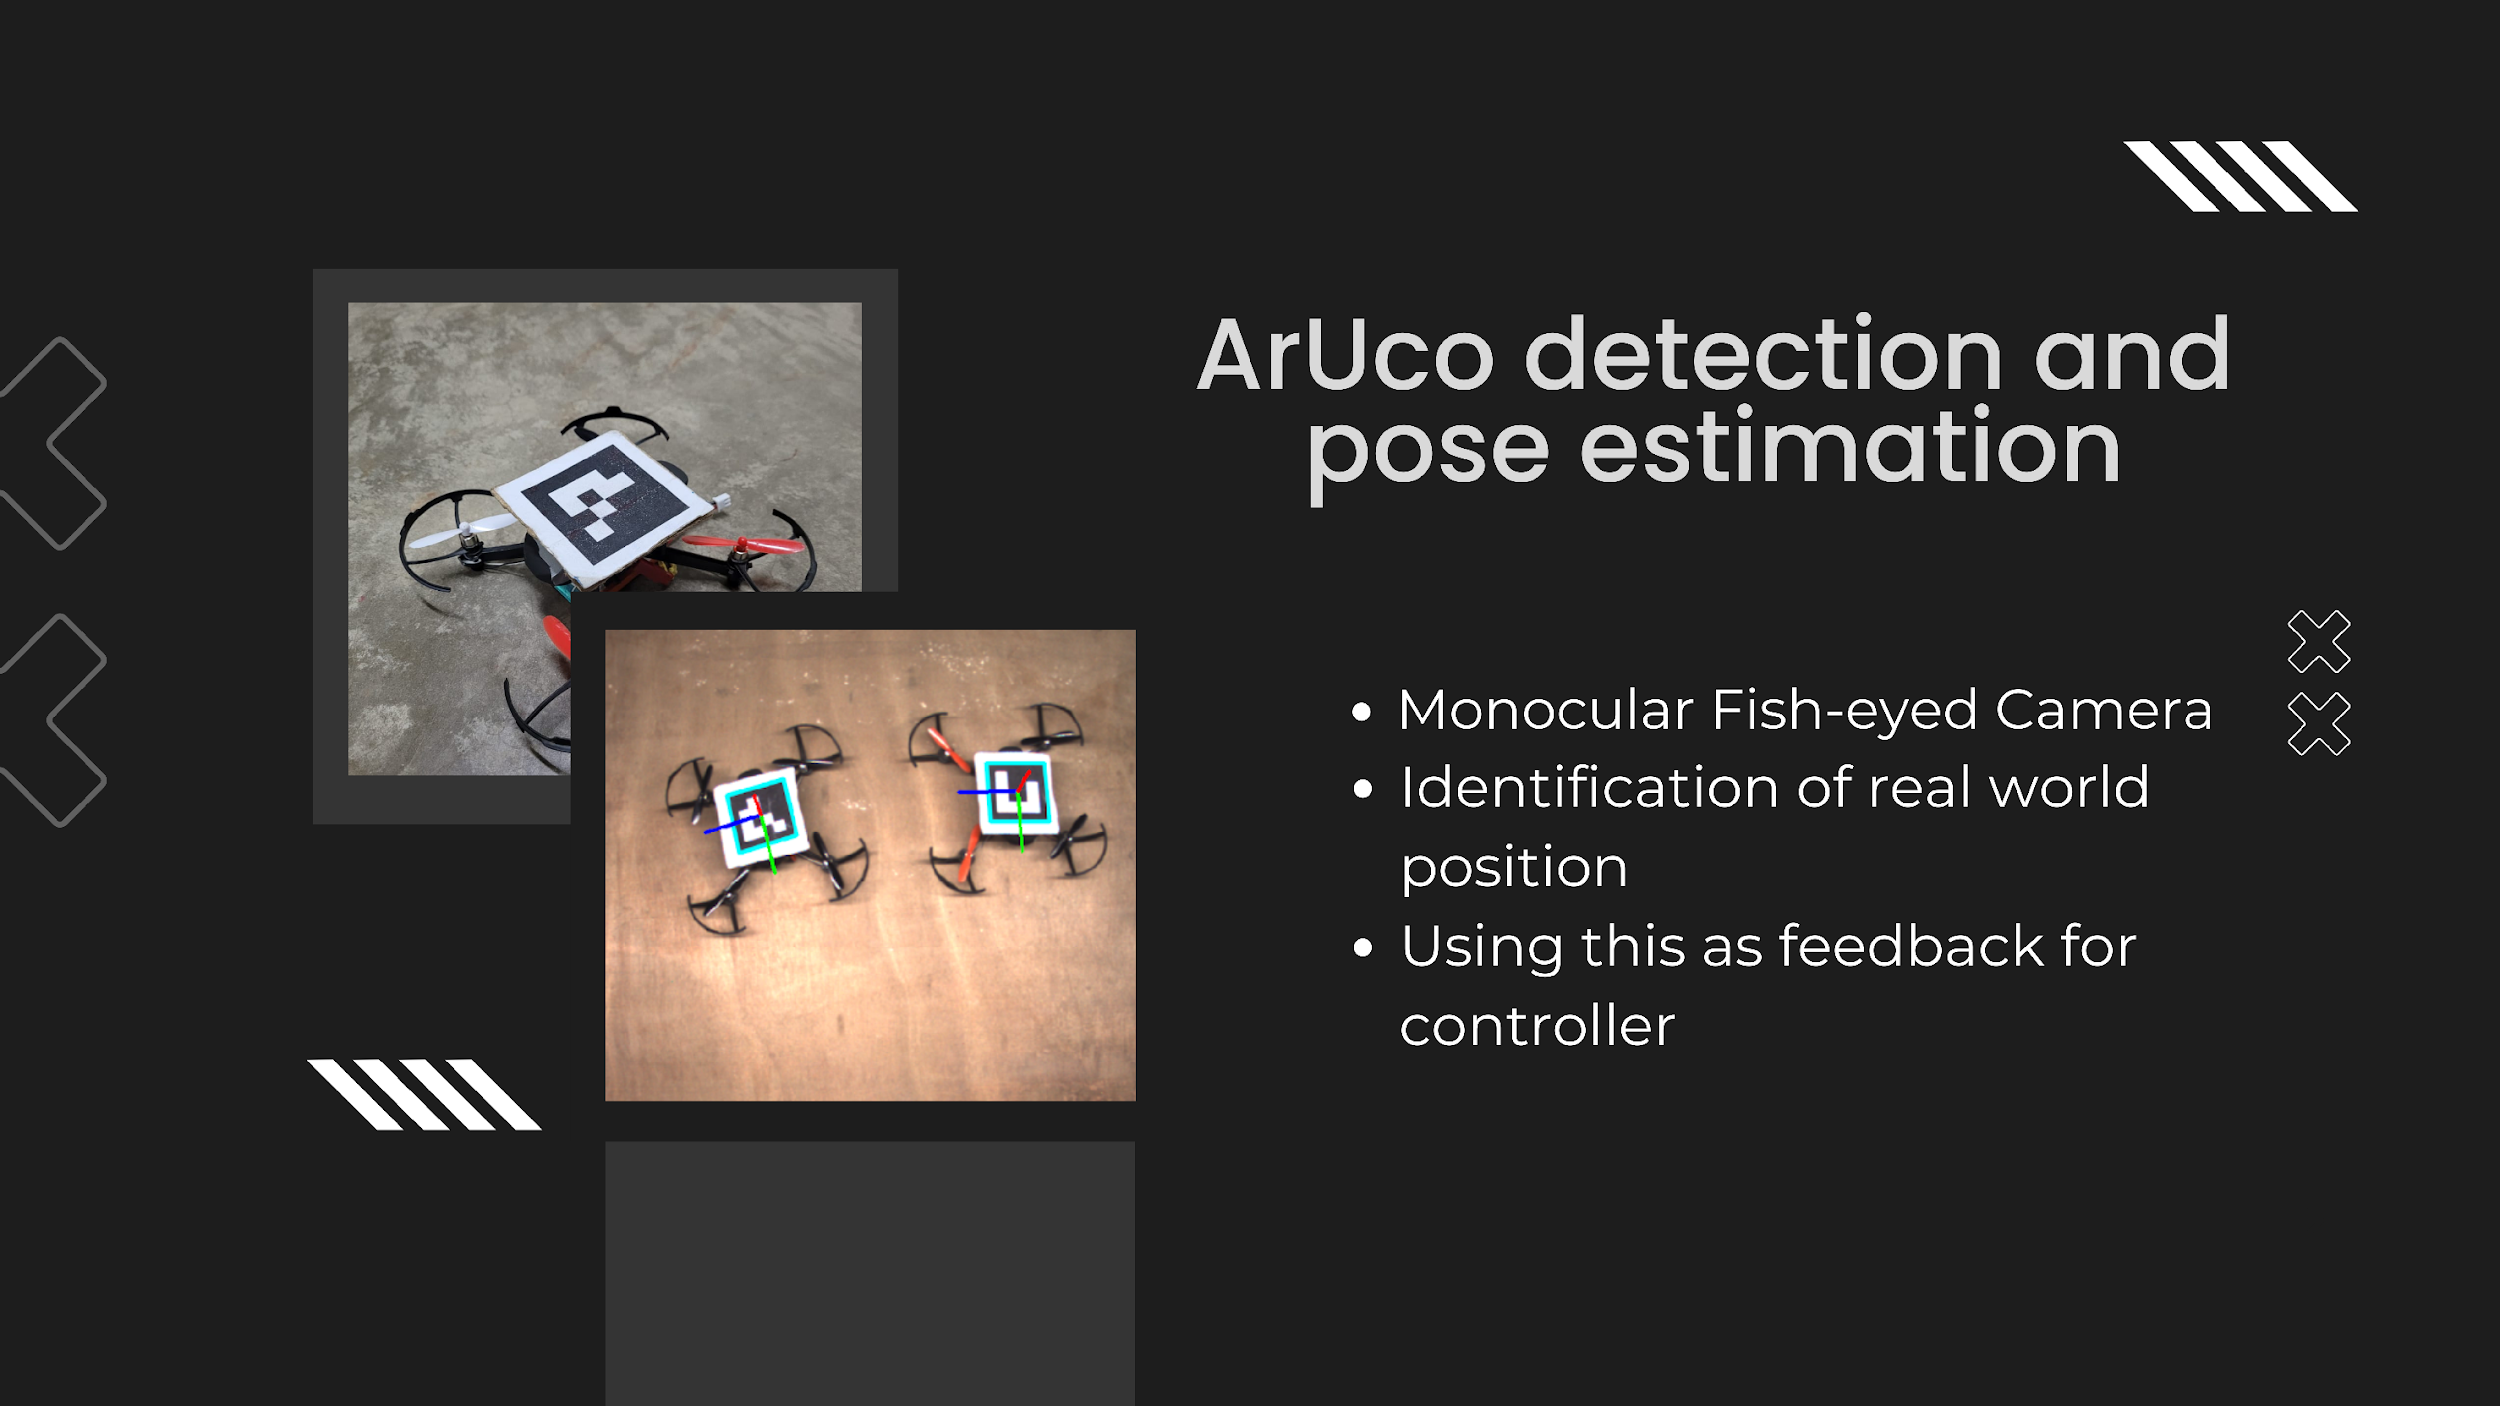 ArUco detection and
pose estimation
• Monocular Fish-eyed Camera
• Identification of real world
position
• Using this as feedback for
controller